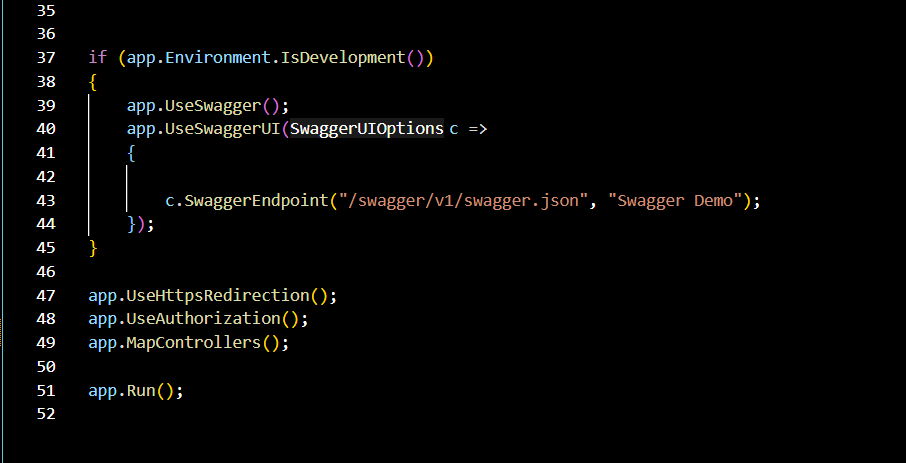 35
36
37 if (app.Environment.IsDevelopment())
38 {
39     app.UseSwagger();
40     app.UseSwaggerUI(SwaggerUIOptions c =>
41     {
42
43         c.SwaggerEndpoint("/swagger/v1/swagger.json", "Swagger Demo");
44     });
45 }
46
47 app.UseHttpsRedirection();
48 app.UseAuthorization();
49 app.MapControllers();
50
51 app.Run();
52